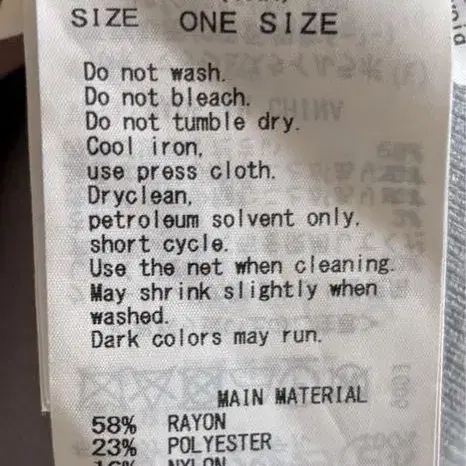 SIZE ONE SIZE
Do not wash.
Do not bleach.
Do not tumble dry.
Cool iron,
use press cloth.
Dryclean,
petroleum solvent only.
short cycle.
Use the net when cleaning.
May shrink slightly when
washed.
Dark colors may run.
MAIN MATERIAL
58% RAYON
23% POLYESTER
16% NYLON